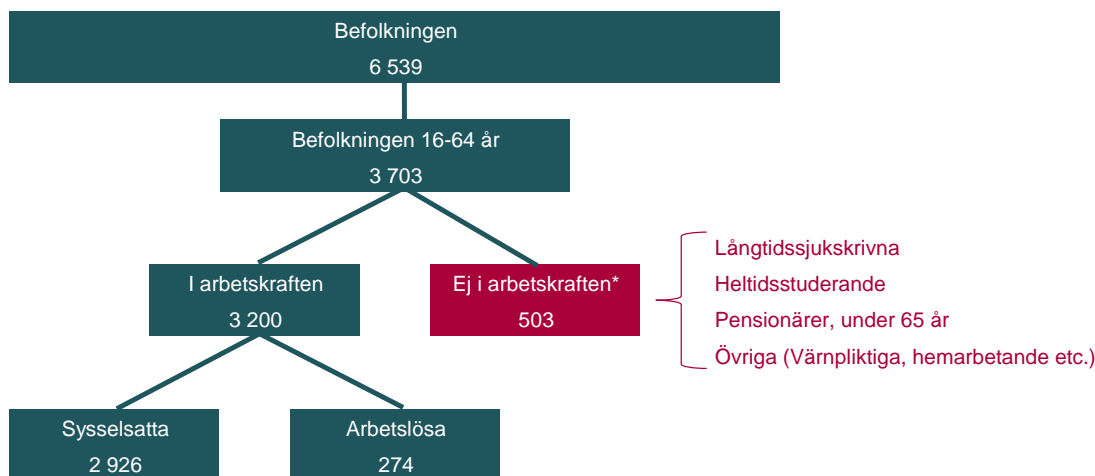 Befolkningen
6 539
Befolkningen 16-64 år
3 703
I arbetskraften
3 200
Ej i arbetskraften*
503
Långtidssjukskrivna
Heltidsstuderande
Pensionärer, under 65 år
Övriga (Värnpliktiga, hemarbetande etc.)
Sysselsatta
2 926
Arbetslösa
274